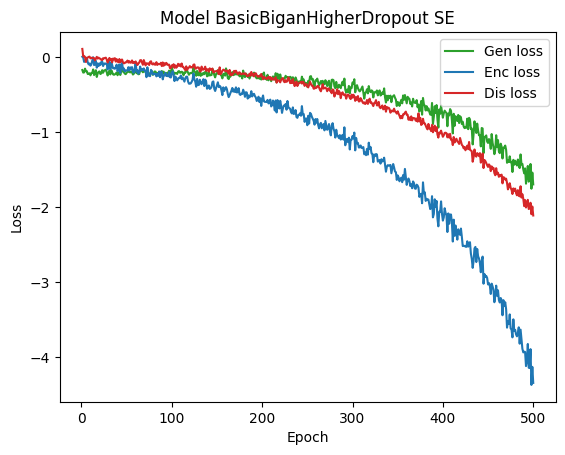 Model BasicBiganHigherDropout SE
Gen loss
Enc loss
Dis loss
0
−1
−2
−3
−4
Loss
0
100
200
300
400
500
Epoch